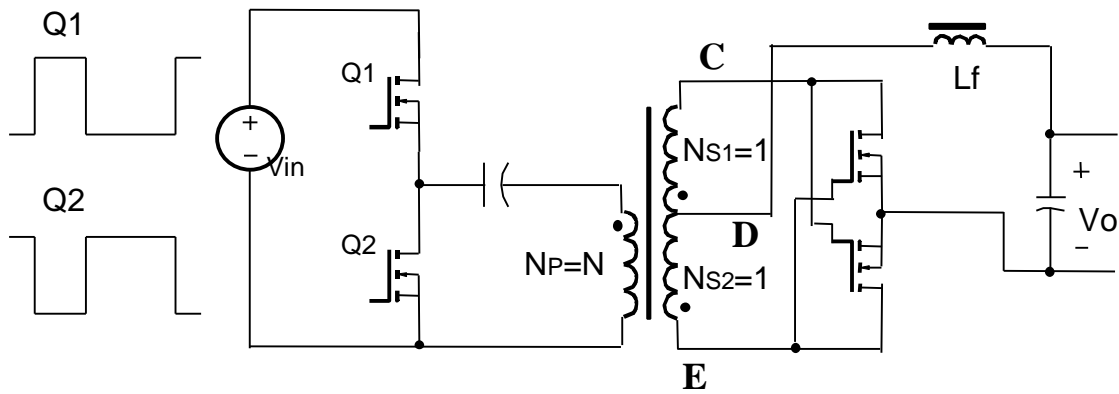 Q1
Q2
+
−
Vin
Q1
Q2
NP=N
C
NS1=1
D
NS2=1
E
Lf
+
Vo
−